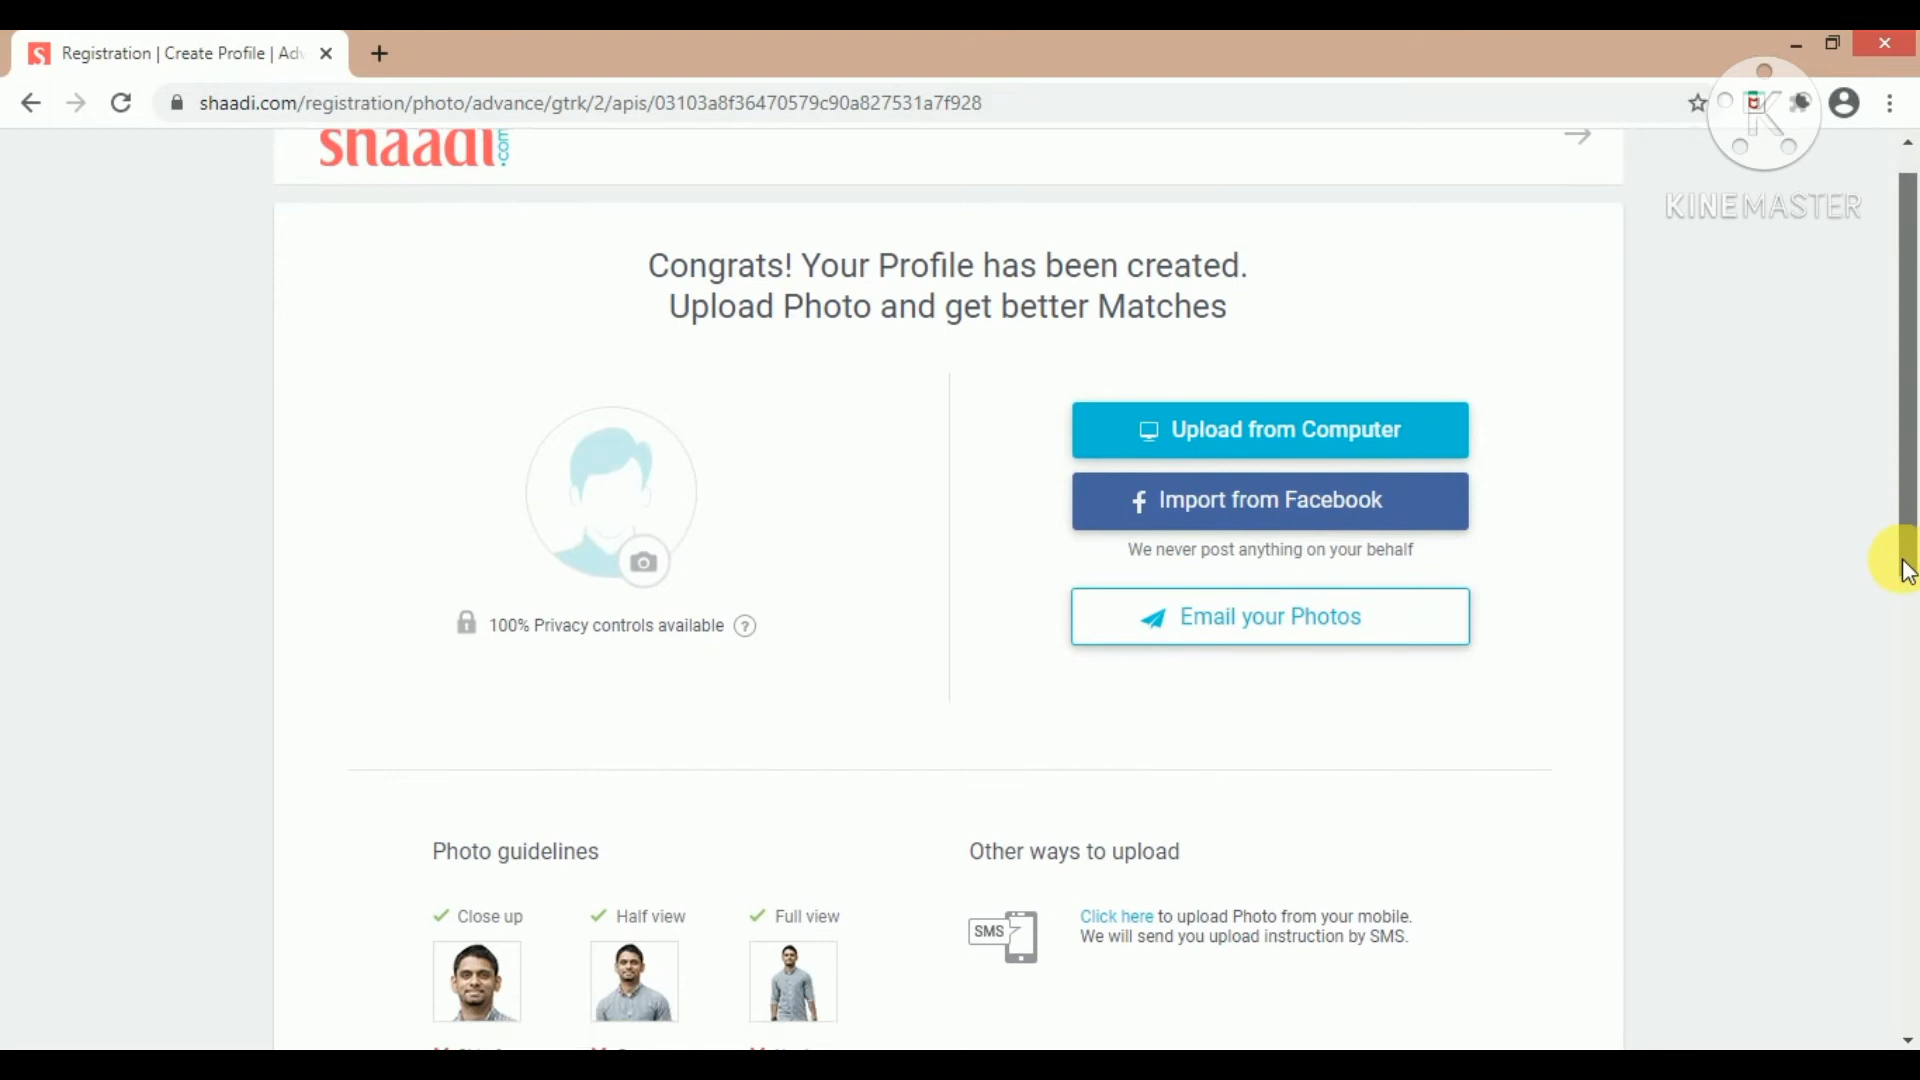 Registration | Create Profile | Adv
shaadi.com/registration/photo/advance/gtrk/2/apis/03103a8f36470579c90a827531a7f928
shaadi.com
KINEMASTER
Congrats! Your Profile has been created.
Upload Photo and get better Matches
Upload from Computer
Import from Facebook
We never post anything on your behalf
Email your Photos
100% Privacy controls available ?
Photo guidelines
Close up
Half view
Full view
Other ways to upload
SMS
Click here to upload Photo from your mobile.
We will send you upload instruction by SMS.